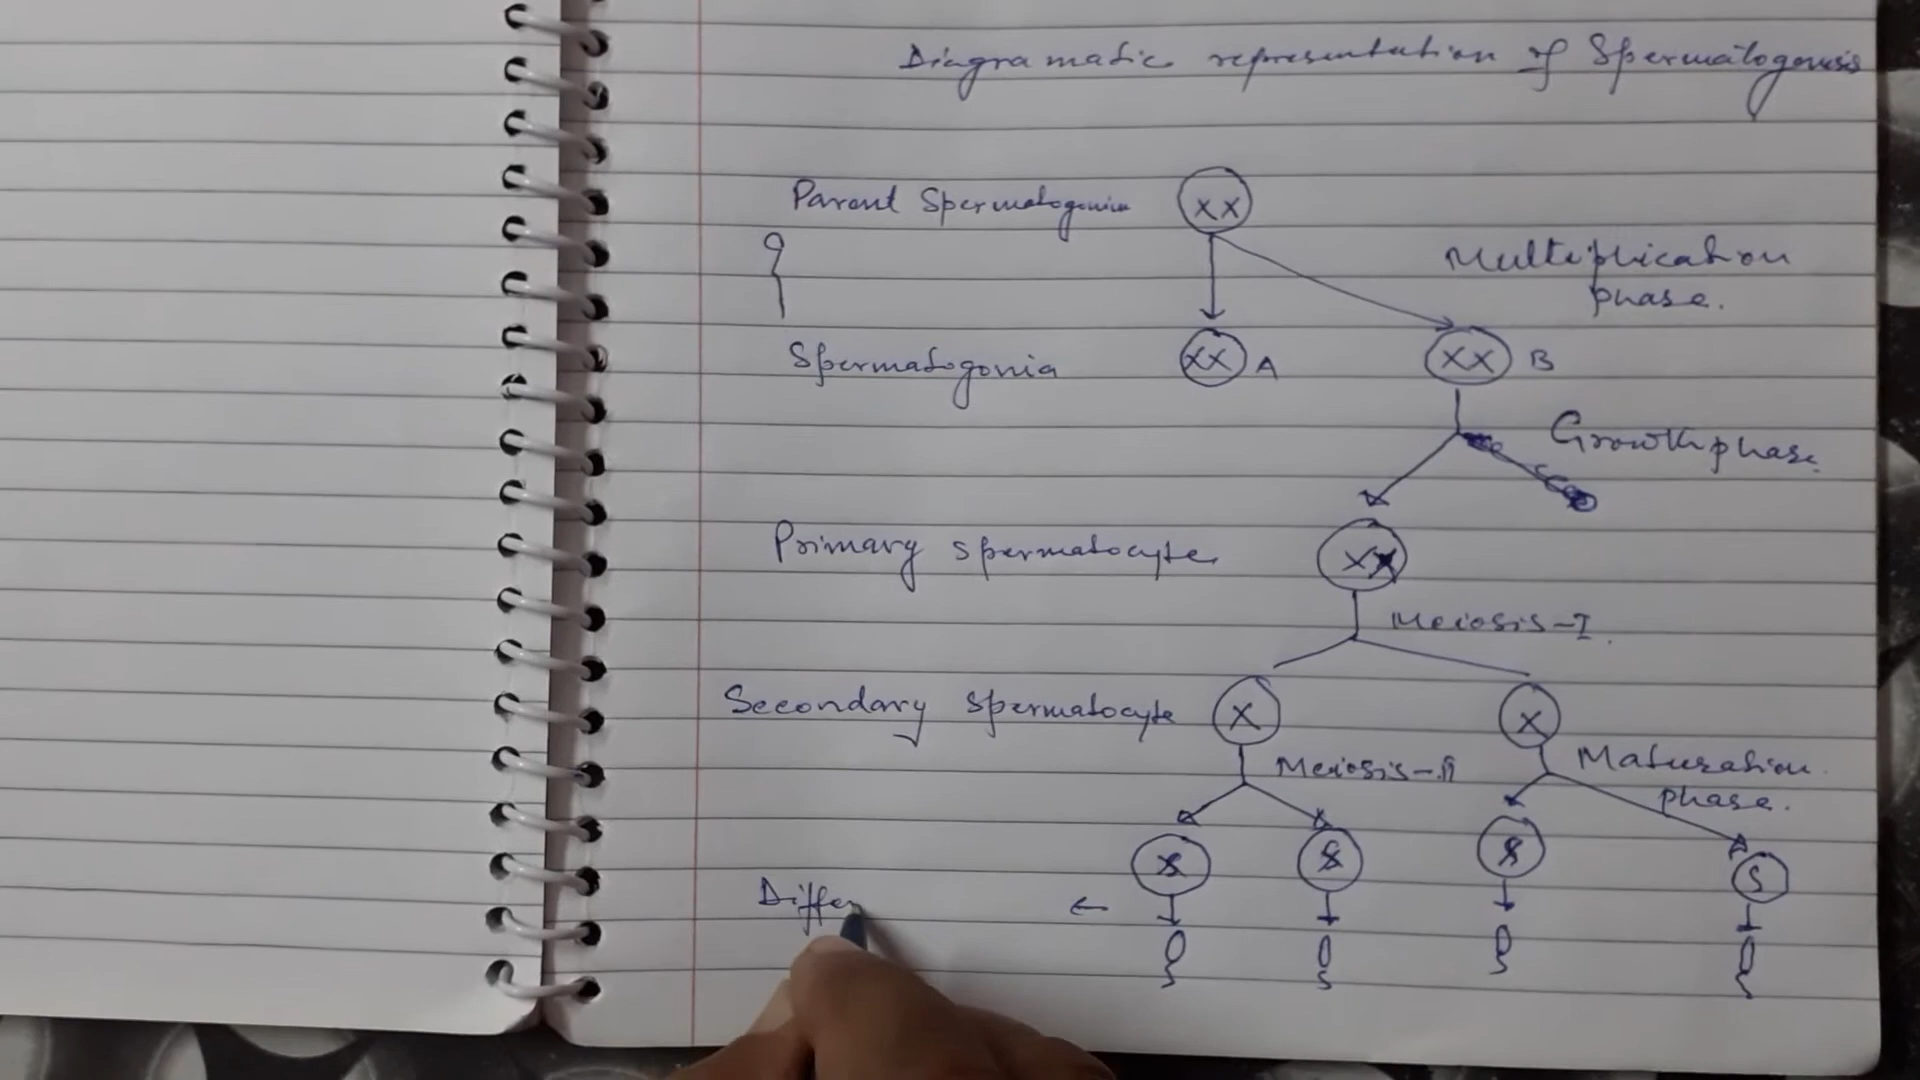 Diagramatic representation of Spermatogenesis
Parent Spermatogonia XX
Multiplication
phase.
Spermatogonia XX A XX B
Growth phase.
Primary spermatocyte XX
Meiosis-I.
Secondary spermatocyte X X
Meiosis-II Maturation
phase.
S
Differ ←